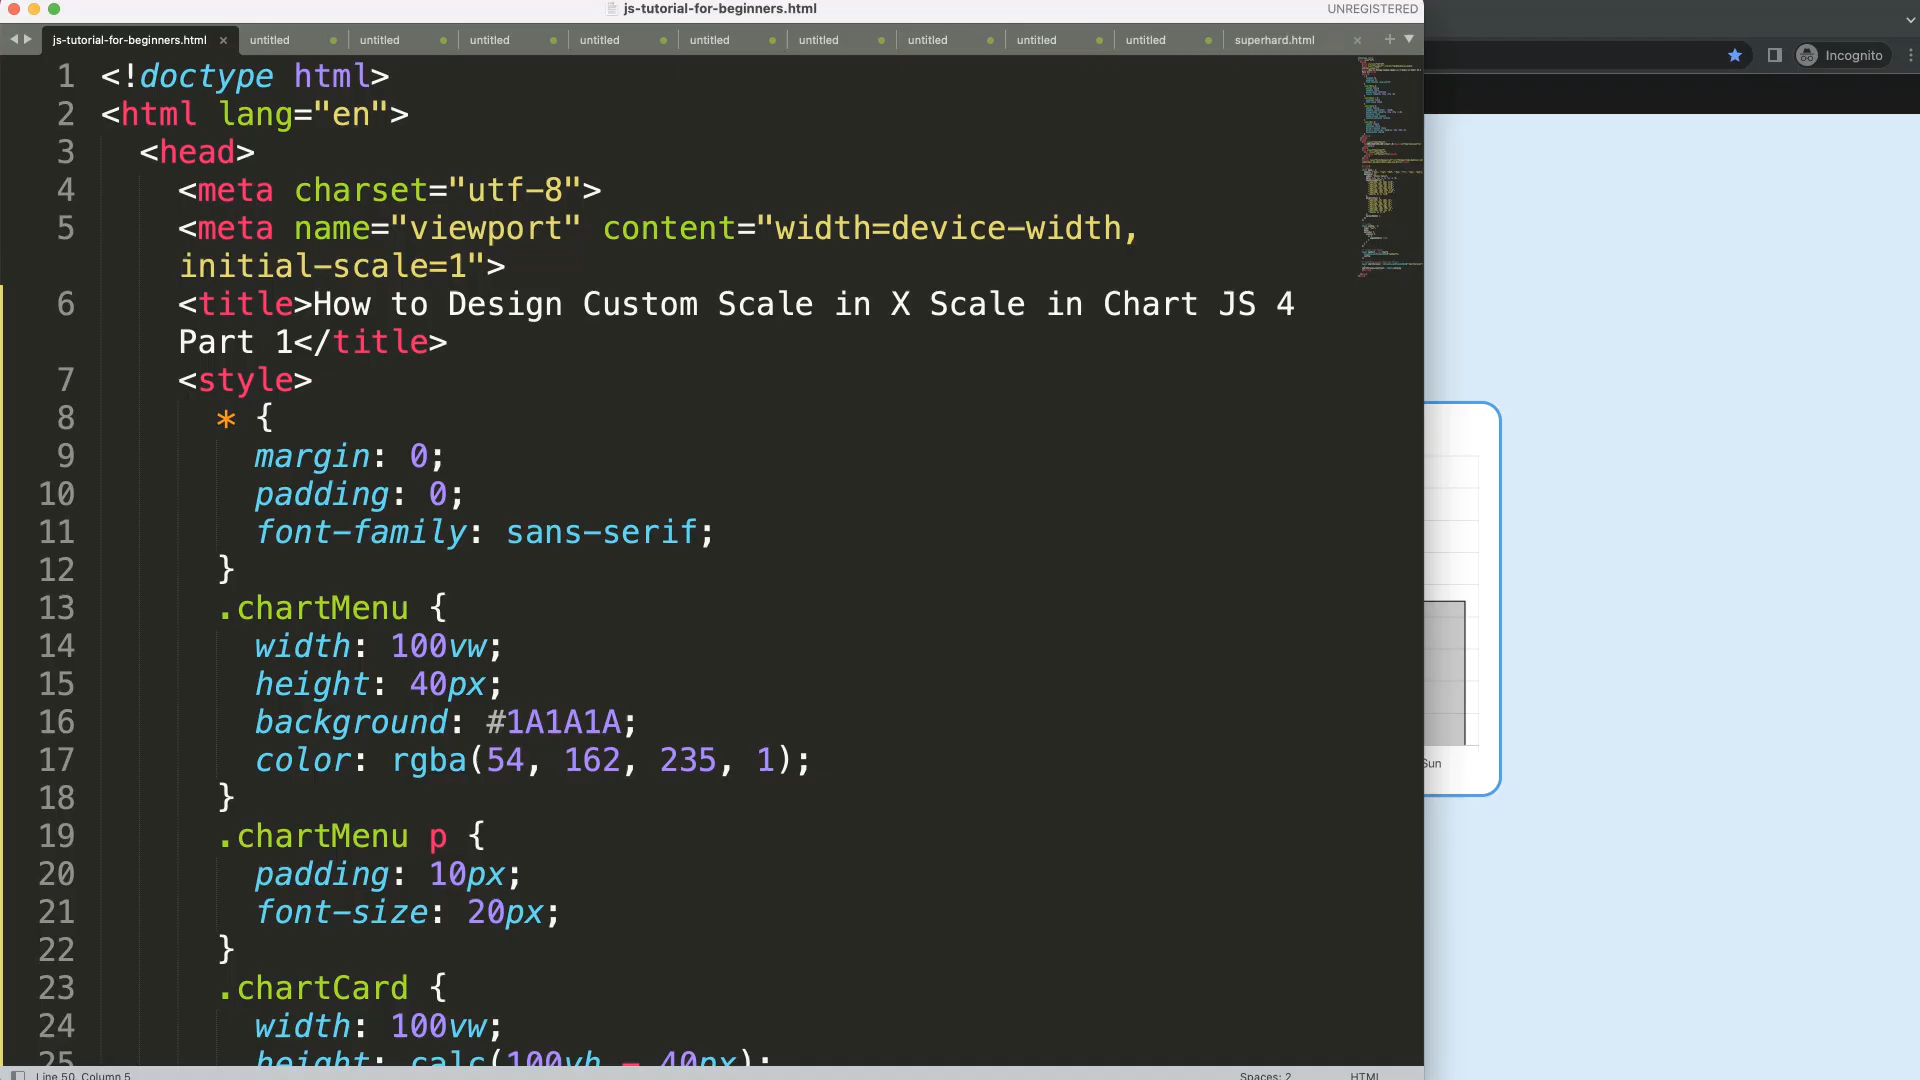 js-tutorial-for-beginners.html
UNREGISTERED
js-tutorial-for-beginners.html × untitled untitled untitled untitled untitled untitled untitled untitled untitled superhard.html × +
Incognito
1 <!doctype html>
2 <html lang="en">
3 <head>
4 <meta charset="utf-8">
5 <meta name="viewport" content="width=device-width,
initial-scale=1">
6 <title>How to Design Custom Scale in X Scale in Chart JS 4
Part 1</title>
7 <style>
8 * {
9 margin: 0;
10 padding: 0;
11 font-family: sans-serif;
12 }
13 .chartMenu {
14 width: 100vw;
15 height: 40px;
16 background: #1A1A1A;
17 color: rgba(54, 162, 235, 1);
18 }
19 .chartMenu p {
20 padding: 10px;
21 font-size: 20px;
22 }
23 .chartCard {
24 width: 100vw;
25 height: calc(100vh - 40px);
Sun
Line 50, Column 5
Spaces: 2
HTML